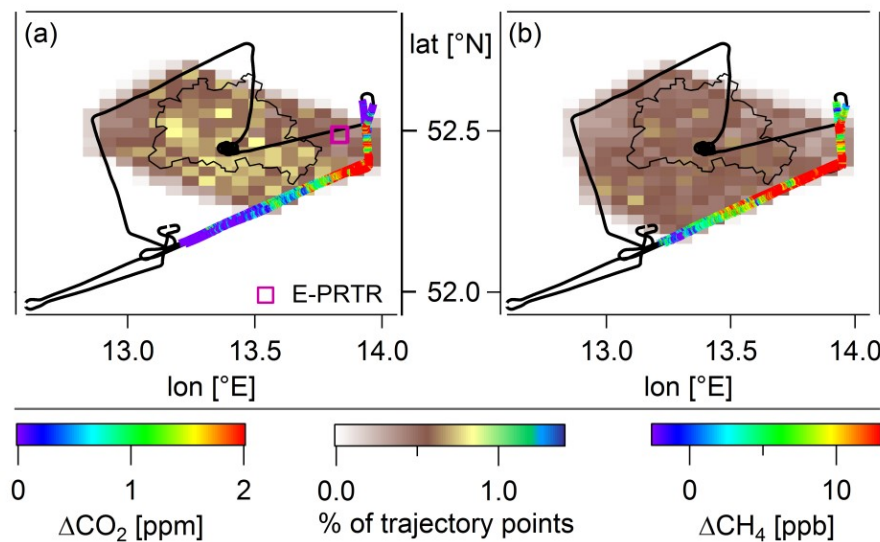 (a)
lat [°N]
(b)
52.5
52.0
E-PRTR
13.0 13.5 14.0
13.0 13.5 14.0
lon [°E]
lon [°E]
0 1 2
ΔCO₂ [ppm]
0.0 1.0
% of trajectory points
0 10
ΔCH₄ [ppb]